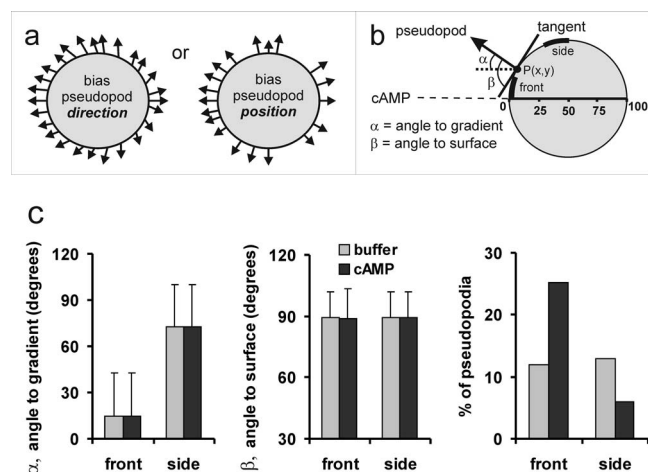 a
or
bias
pseudopod
direction
bias
pseudopod
position
b
pseudopod
tangent
α
β
side
P(x,y)
front
cAMP
0
25
50
75
100
α = angle to gradient
β = angle to surface
c
α, angle to gradient (degrees)
120
90
60
30
0
front
side
β, angle to surface (degrees)
120
90
60
30
front
side
buffer
cAMP
% of pseudopodia
30
20
10
0
front
side